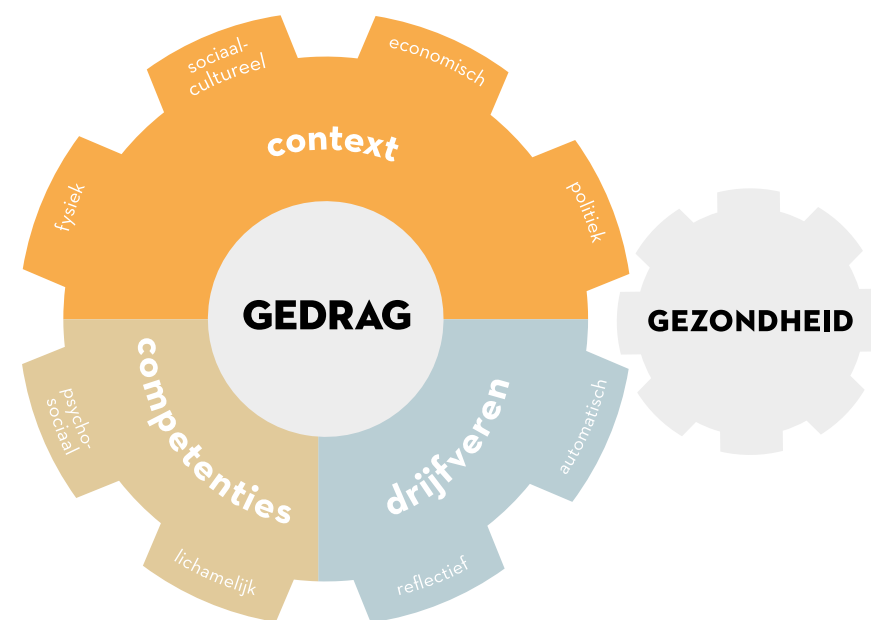 sociaal-
cultureel
economisch
context
fysiek
politiek
GEDRAG
GEZONDHEID
competenties
drijfveren
psycho-
sociaal
automatisch
lichamelijk
reflectief